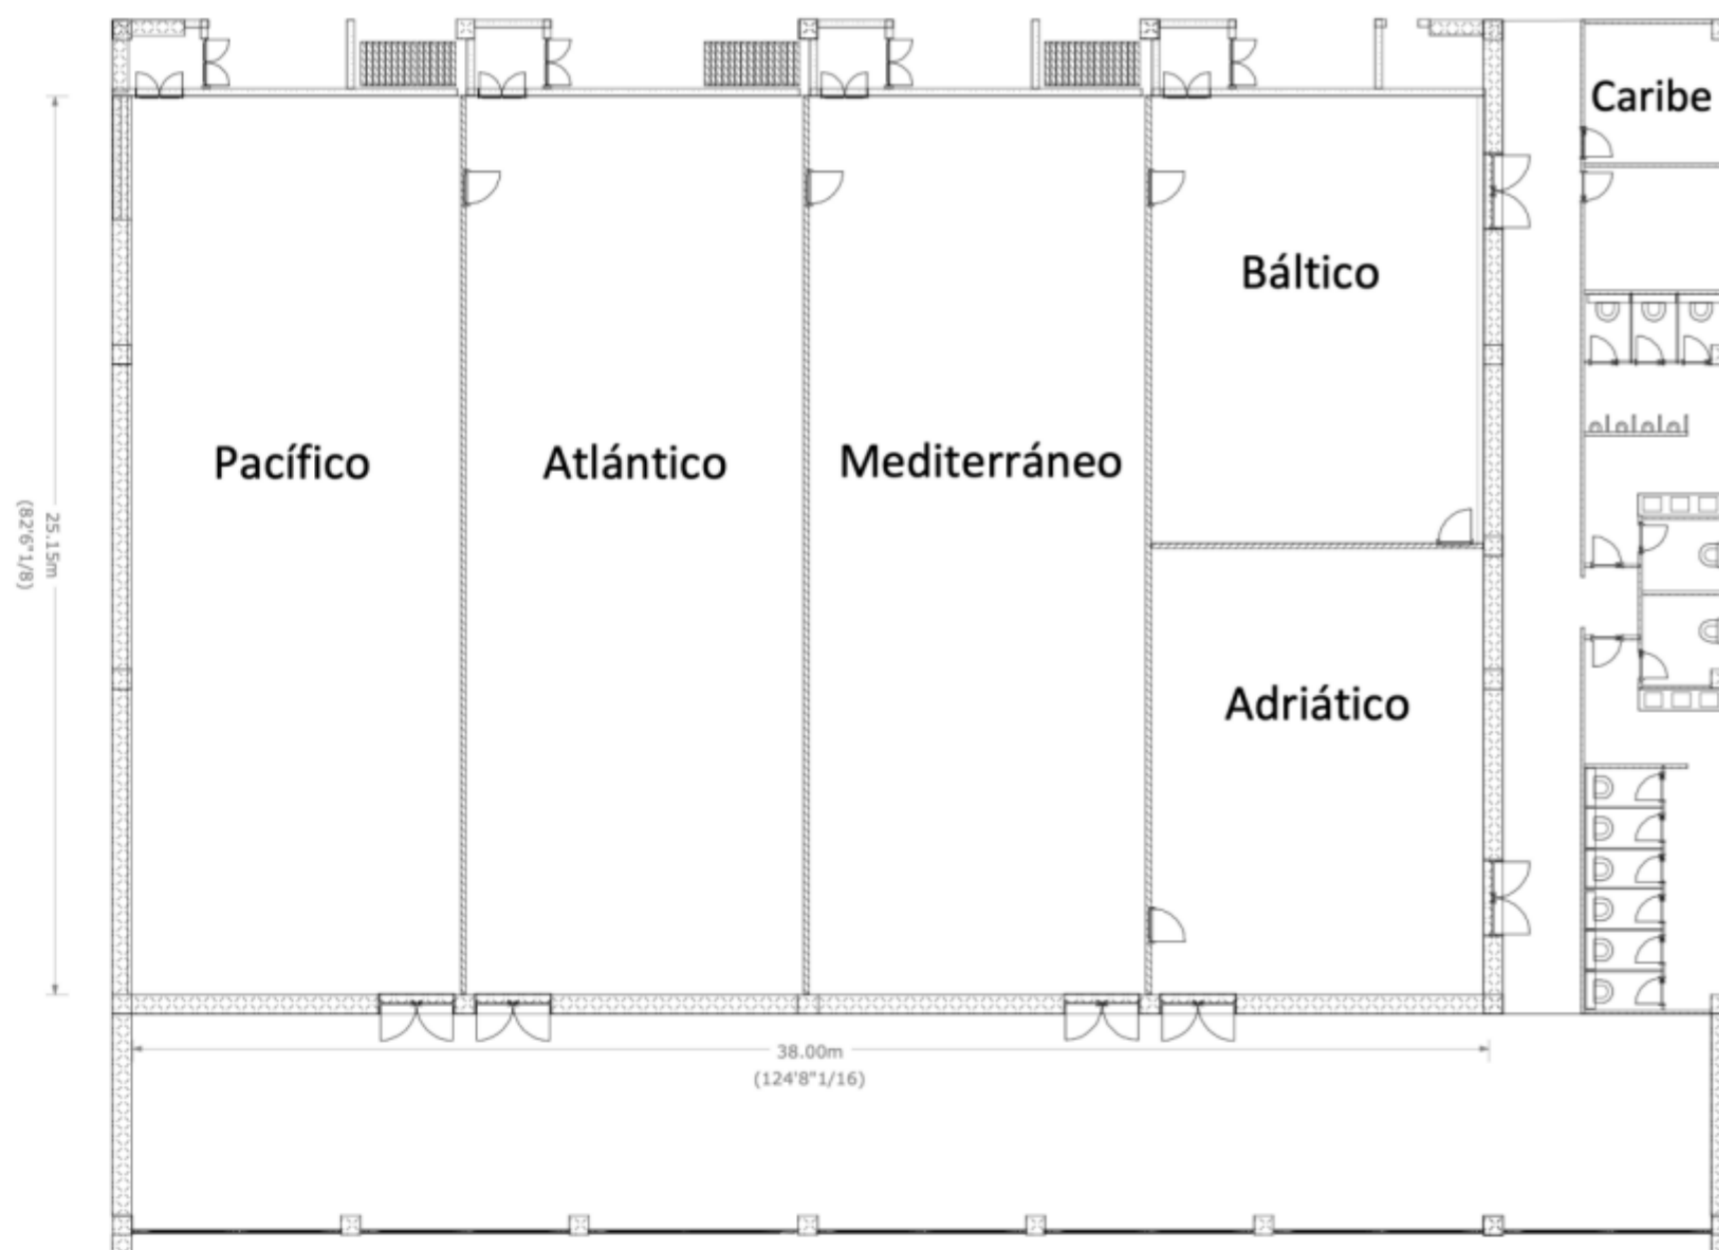 Caribe
Báltico
Pacífico
Atlántico
Mediterráneo
25.15m
(82'6"1/8)
Adriático
38.00m
(124'8"1/16)